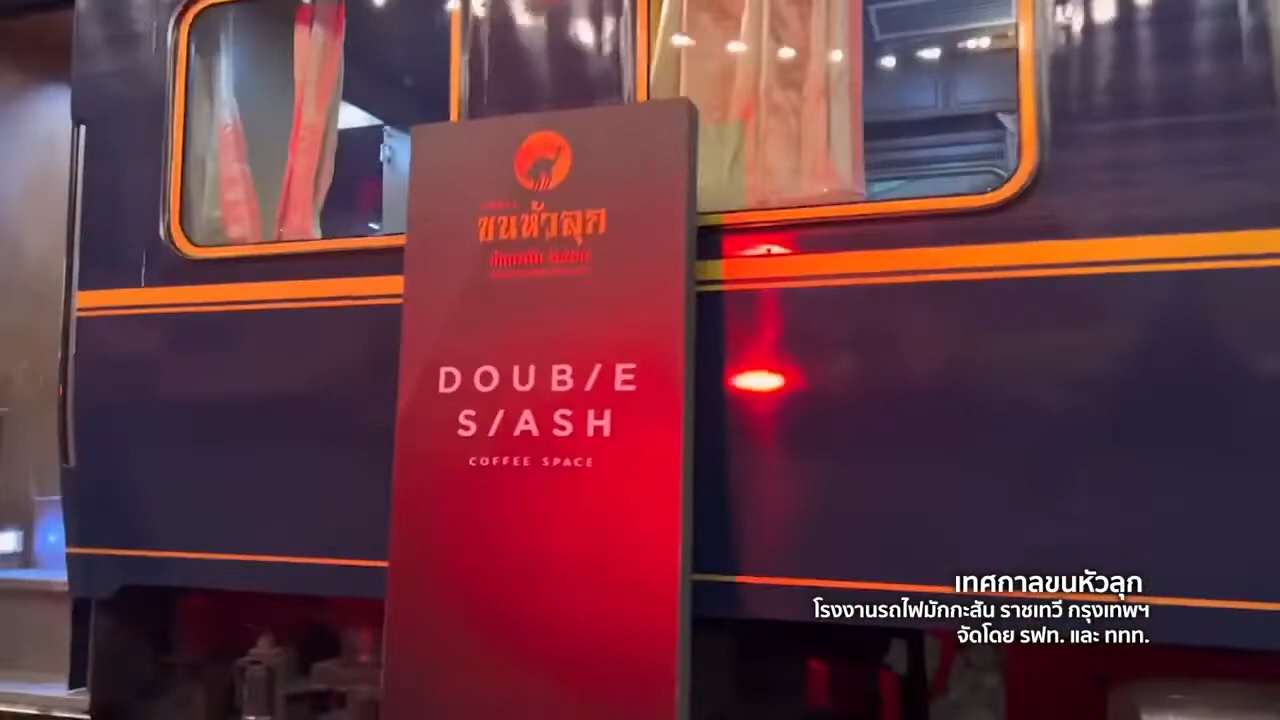 ขนหัวลุก
DOUB/E
S/ASH
COFFEE SPACE
เทศกาลขนหัวลุก
โรงงานรถไฟมักกะสัน ราชเทวี กรุงเทพฯ
จัดโดย รฟท. และ ททท.